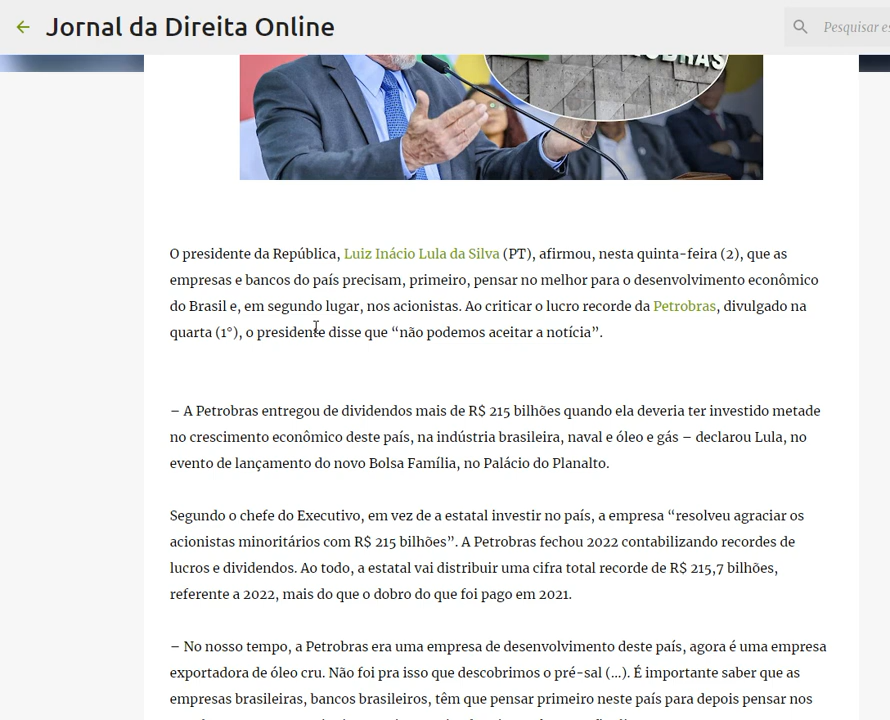 Jornal da Direita Online
Pesquisar
O presidente da República, Luiz Inácio Lula da Silva (PT), afirmou, nesta quinta-feira (2), que as
empresas e bancos do país precisam, primeiro, pensar no melhor para o desenvolvimento econômico
do Brasil e, em segundo lugar, nos acionistas. Ao criticar o lucro recorde da Petrobras, divulgado na
quarta (1°), o presidente disse que “não podemos aceitar a notícia”.
– A Petrobras entregou de dividendos mais de R$ 215 bilhões quando ela deveria ter investido metade
no crescimento econômico deste país, na indústria brasileira, naval e óleo e gás – declarou Lula, no
evento de lançamento do novo Bolsa Família, no Palácio do Planalto.
Segundo o chefe do Executivo, em vez de a estatal investir no país, a empresa “resolveu agraciar os
acionistas minoritários com R$ 215 bilhões”. A Petrobras fechou 2022 contabilizando recordes de
lucros e dividendos. Ao todo, a estatal vai distribuir uma cifra total recorde de R$ 215,7 bilhões,
referente a 2022, mais do que o dobro do que foi pago em 2021.
– No nosso tempo, a Petrobras era uma empresa de desenvolvimento deste país, agora é uma empresa
exportadora de óleo cru. Não foi pra isso que descobrimos o pré-sal (...). É importante saber que as
empresas brasileiras, bancos brasileiros, têm que pensar primeiro neste país para depois pensar nos